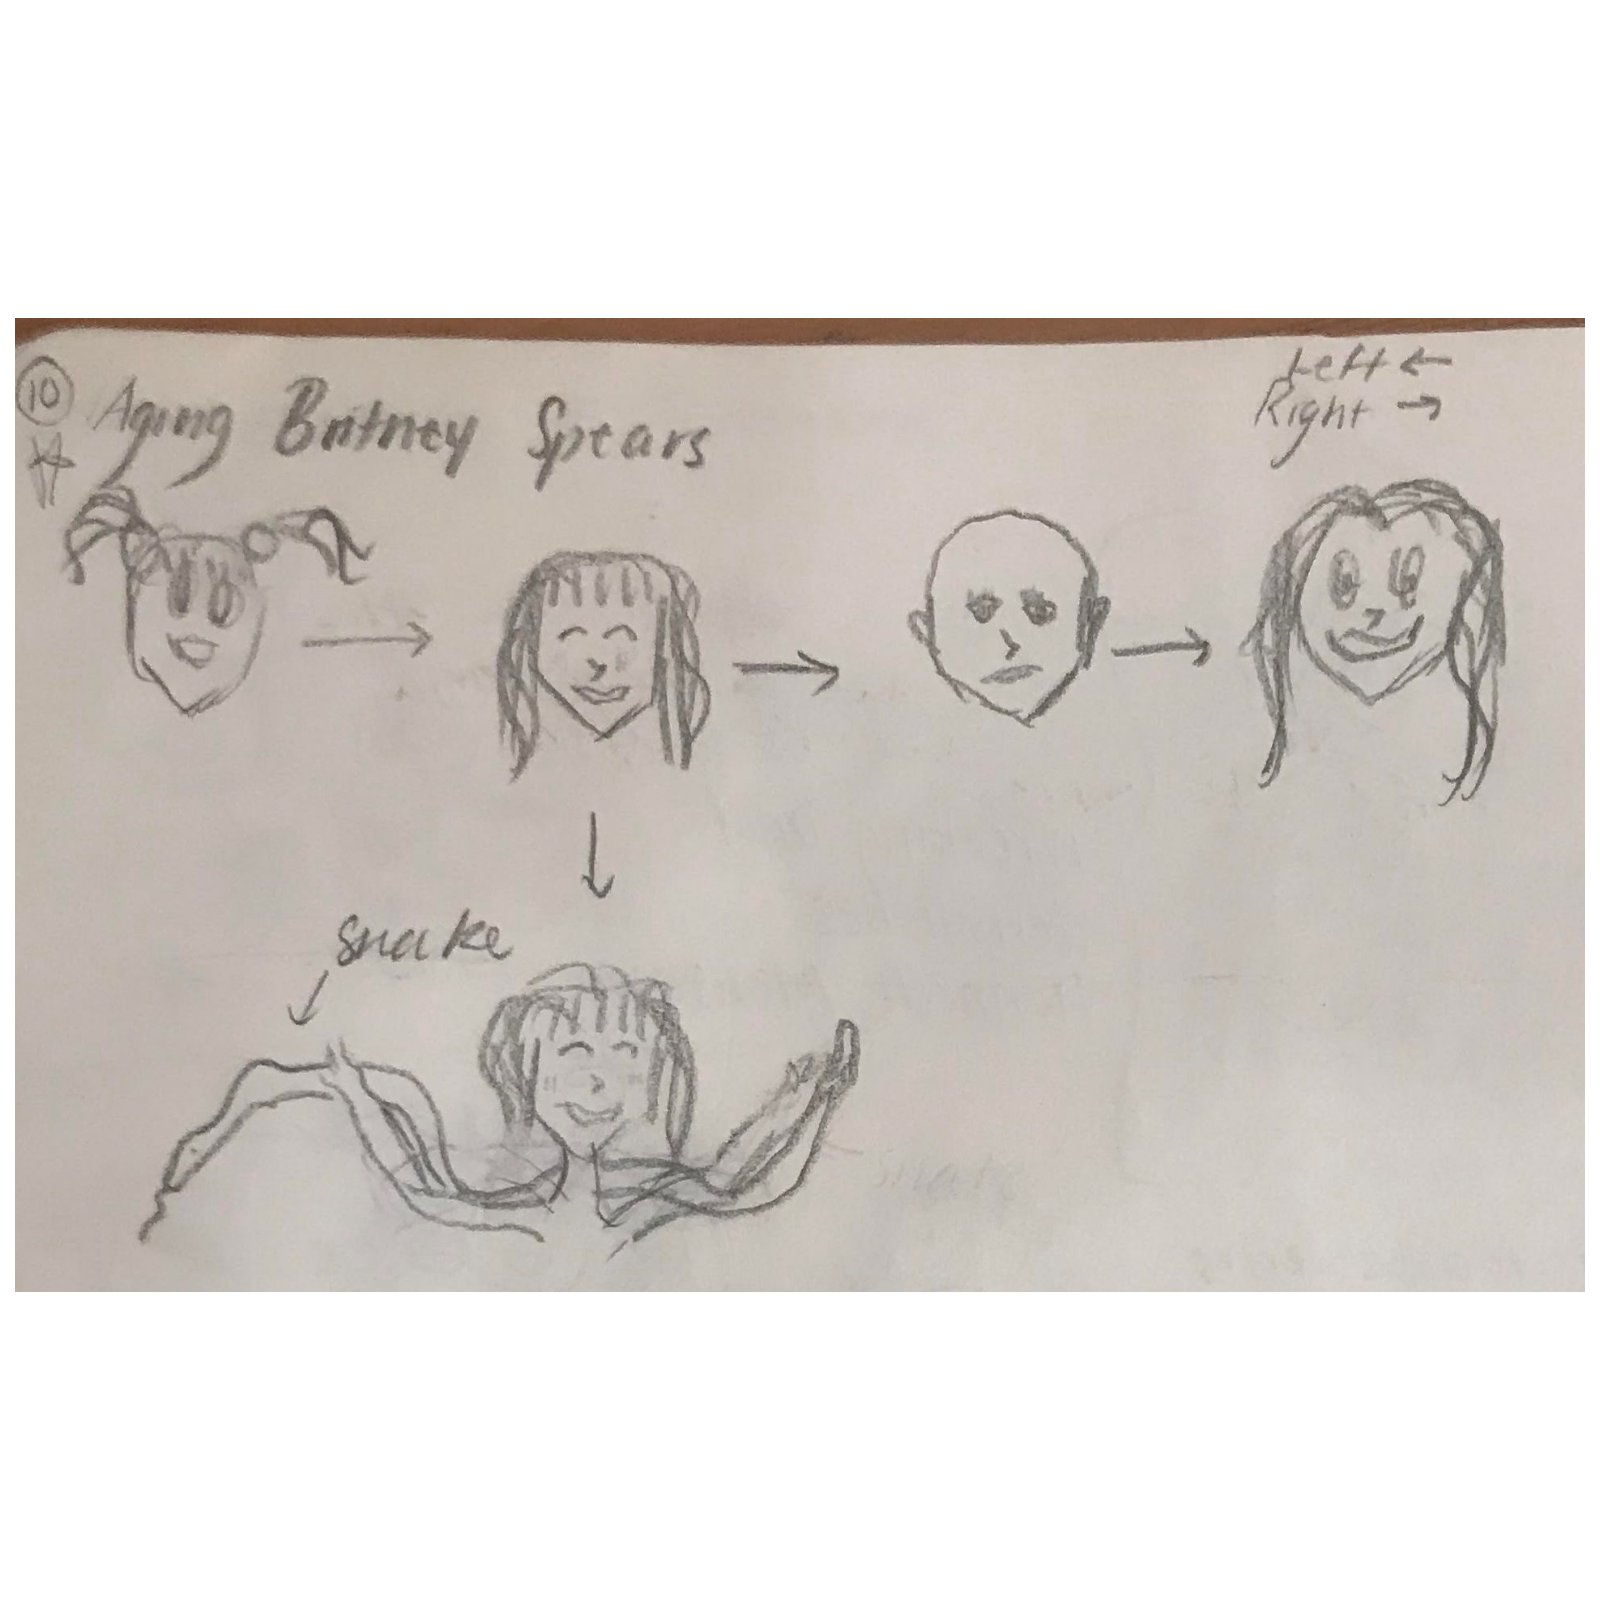 10
Aging Britney Spears
Left ←
Right →
snake